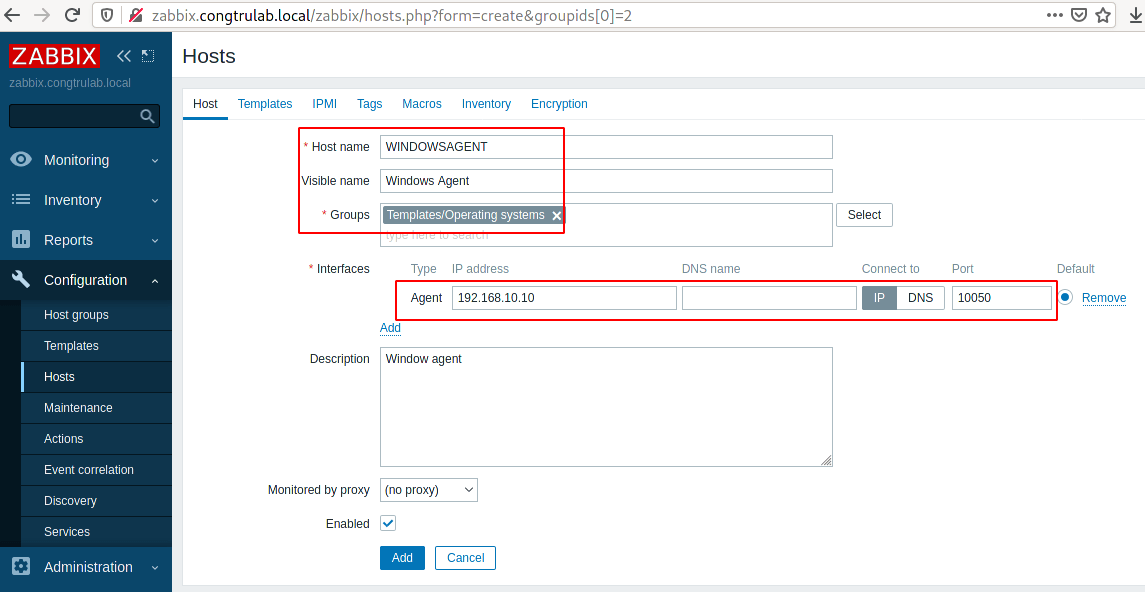 zabbix.congtrulab.local/zabbix/hosts.php?form=create&groupids[0]=2
ZABBIX
zabbix.congtrulab.local
Monitoring
Inventory
Reports
Configuration
Host groups
Templates
Hosts
Maintenance
Actions
Event correlation
Discovery
Services
Administration
Hosts
Host Templates IPMI Tags Macros Inventory Encryption
* Host name WINDOWSAGENT
Visible name Windows Agent
* Groups Templates/Operating systems Select
type here to search
* Interfaces Type IP address DNS name Connect to Port Default
Agent 192.168.10.10 IP DNS 10050 Remove
Add
Description Window agent
Monitored by proxy (no proxy)
Enabled
Add Cancel